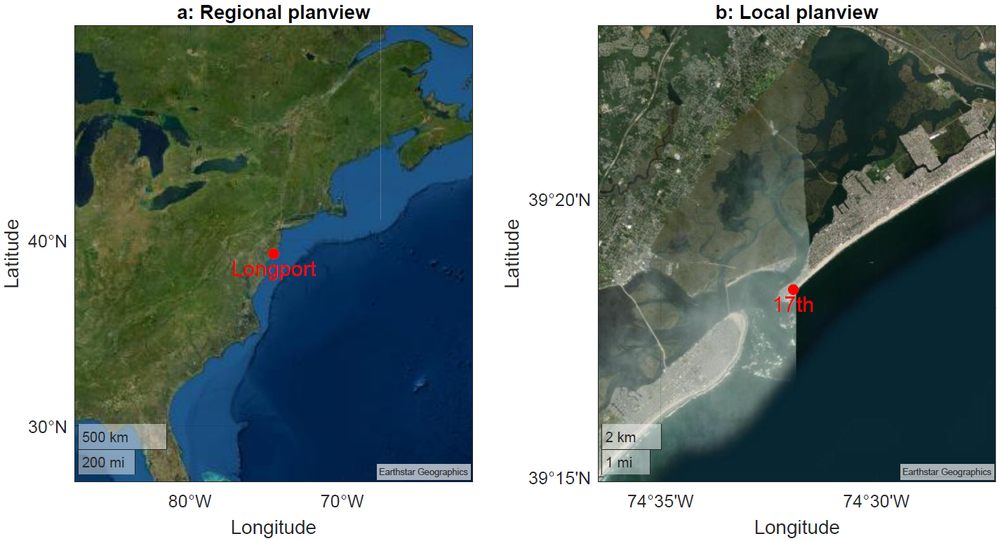 a: Regional planview
Latitude
40°N
30°N
Longport
500 km
200 mi
Earthstar Geographics
80°W
70°W
Longitude
b: Local planview
Latitude
39°20'N
39°15'N
17th
2 km
1 mi
Earthstar Geographics
74°35'W
74°30'W
Longitude